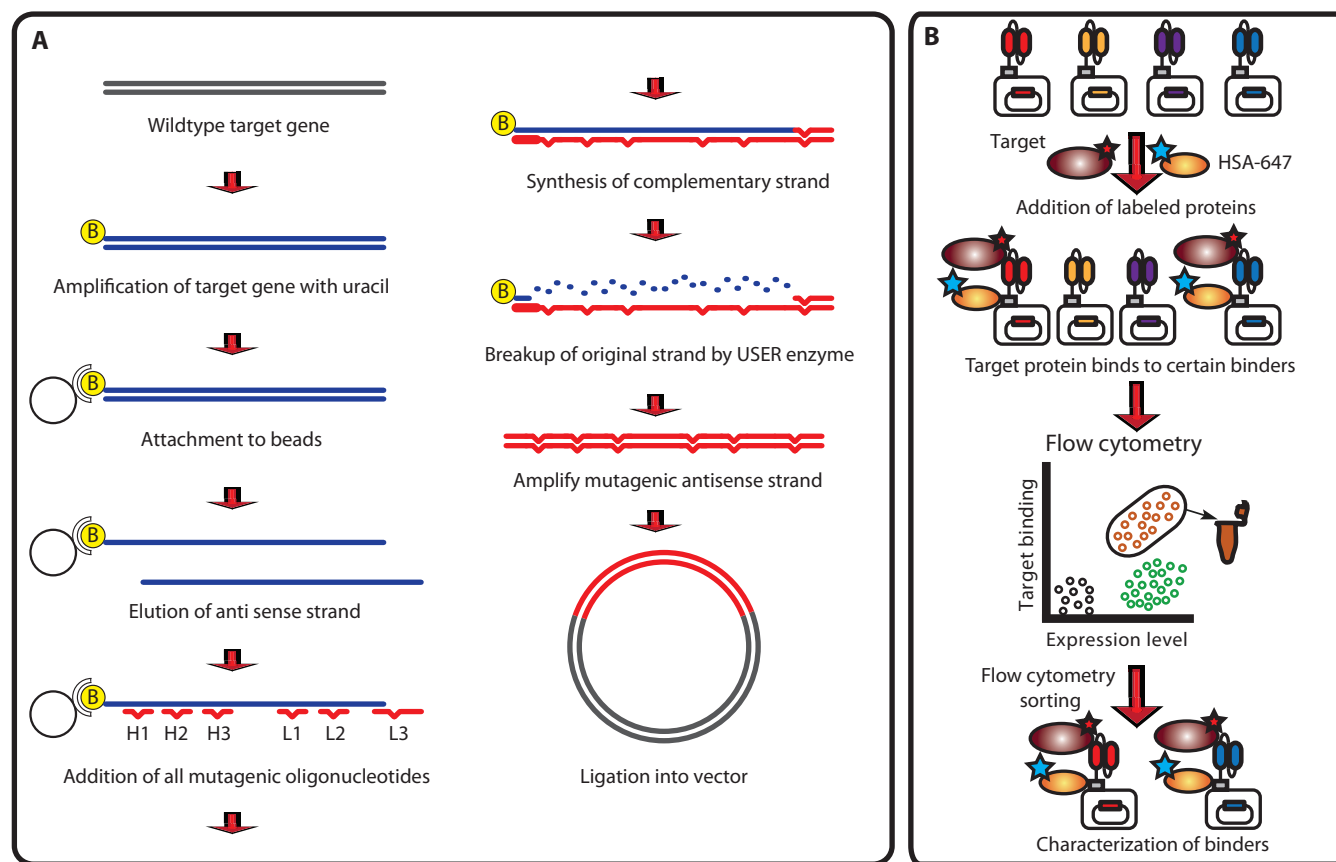 A
Wildtype target gene
B
Amplification of target gene with uracil
B
Attachment to beads
B
Elution of anti sense strand
B
H1 H2 H3 L1 L2 L3
Addition of all mutagenic oligonucleotides
B
Synthesis of complementary strand
B
Breakup of original strand by USER enzyme
Amplify mutagenic antisense strand
Ligation into vector
B
Target
HSA-647
Addition of labeled proteins
Target protein binds to certain binders
Flow cytometry
Target binding
Expression level
Flow cytometry
sorting
Characterization of binders